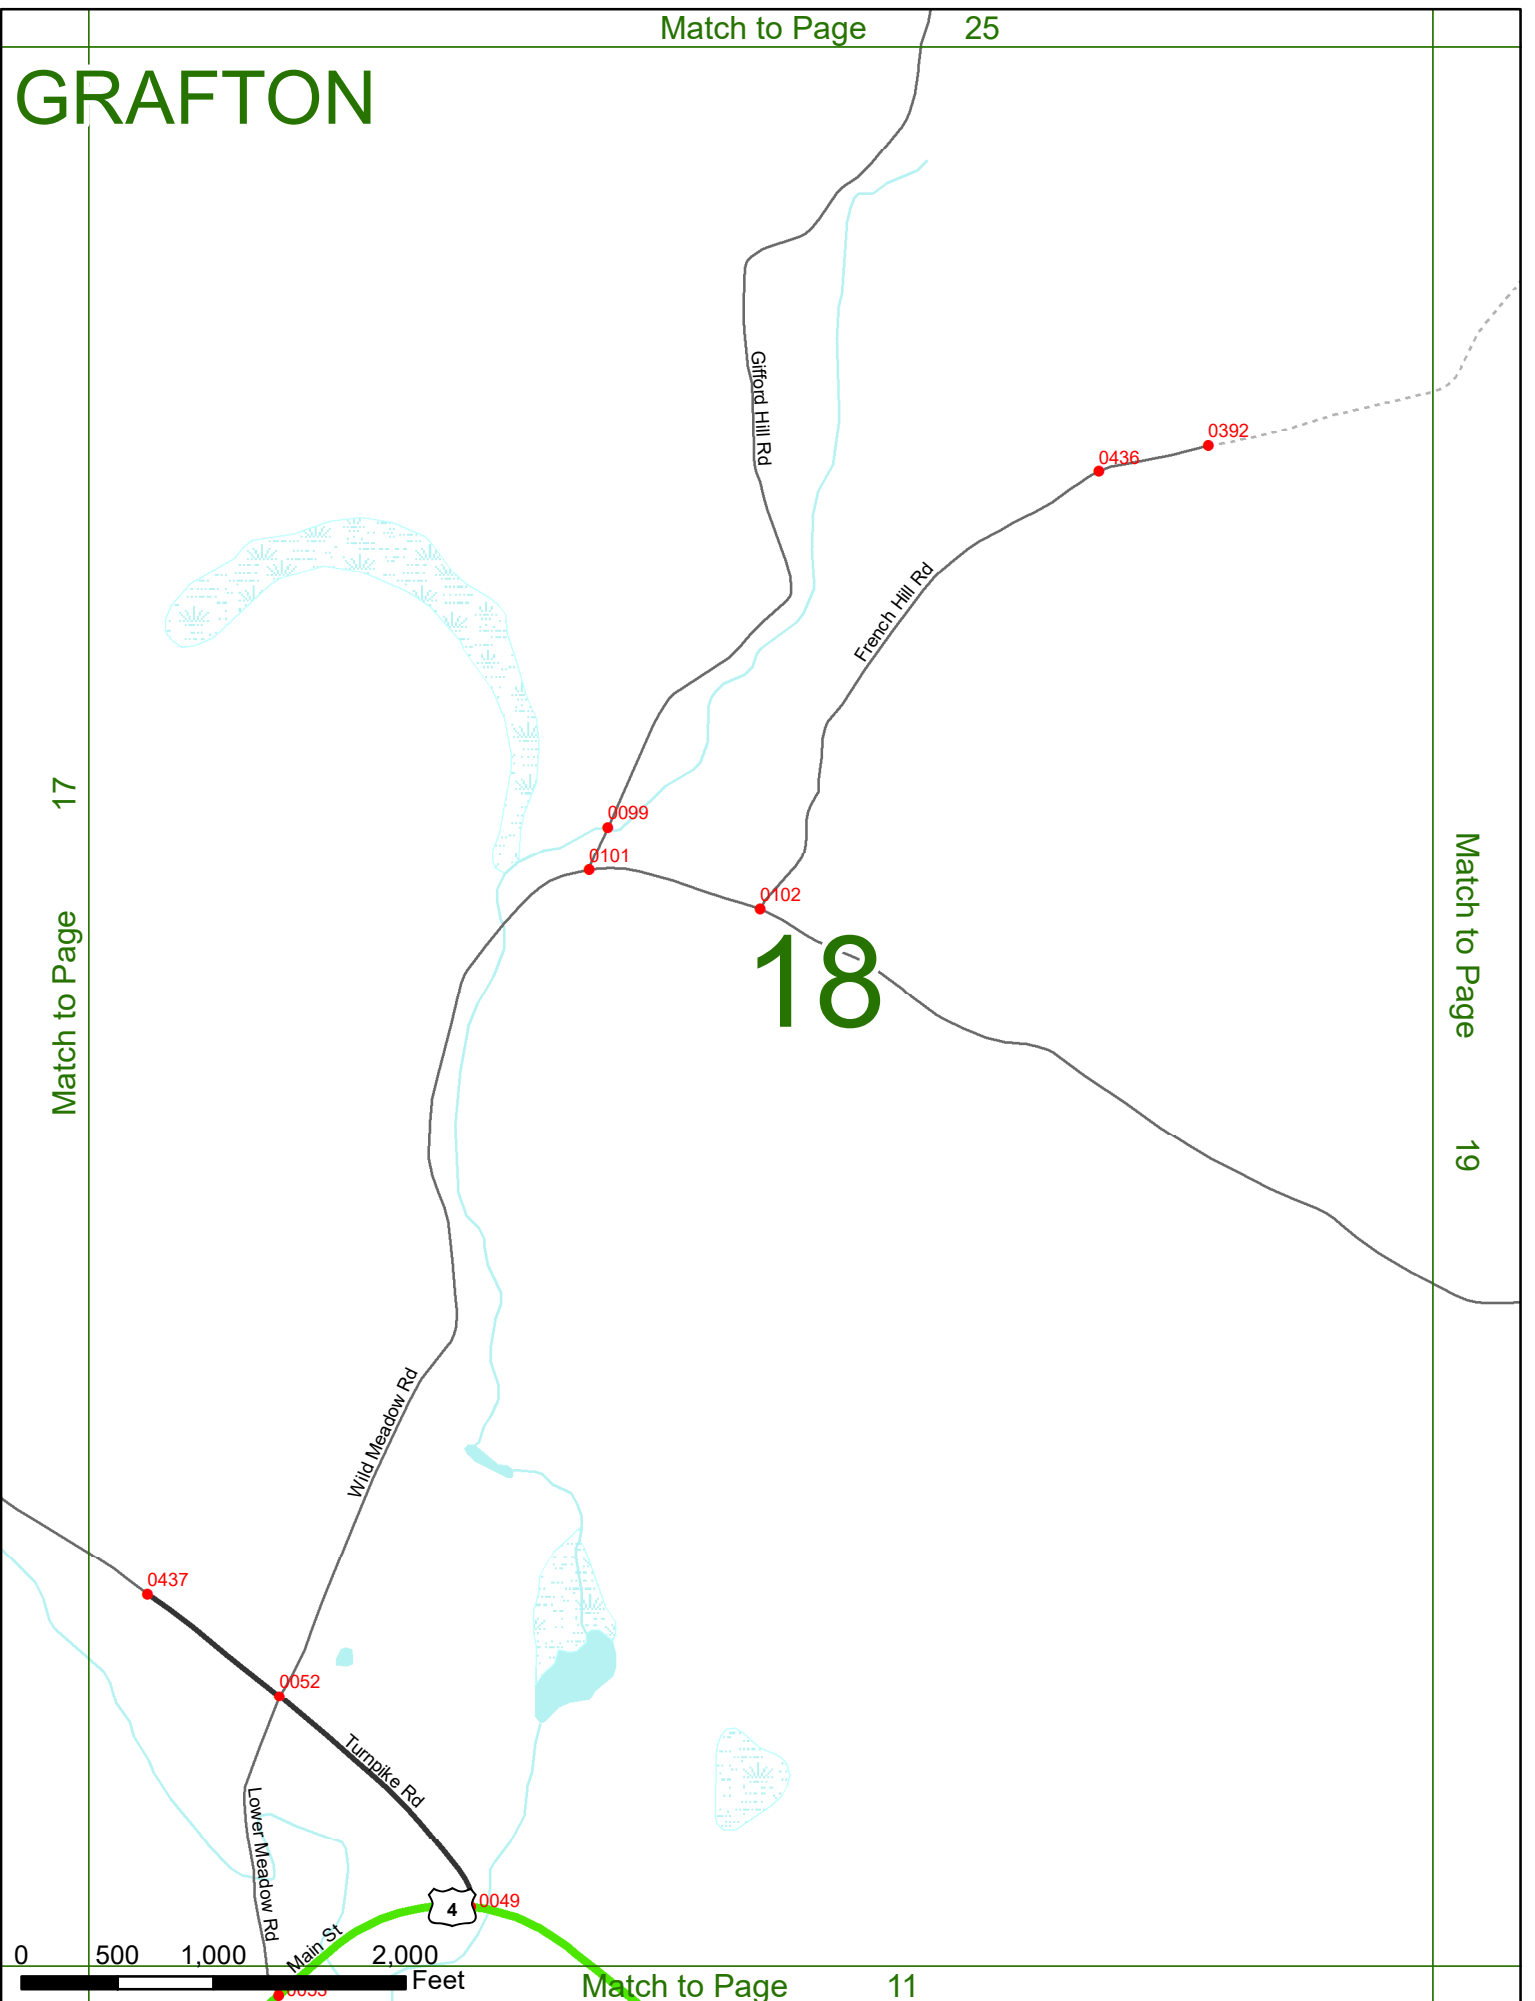 Match to Page 25
GRAFTON
Gifford Hill Rd
0392
0436
French Hill Rd
Match to Page 17
0099
0101
0102
18
Match to Page 19
Wild Meadow Rd
0437
0052
Turnpike Rd
Lower Meadow Rd
4
0049
Main St
0 500 1,000 2,000
Feet
Match to Page 11